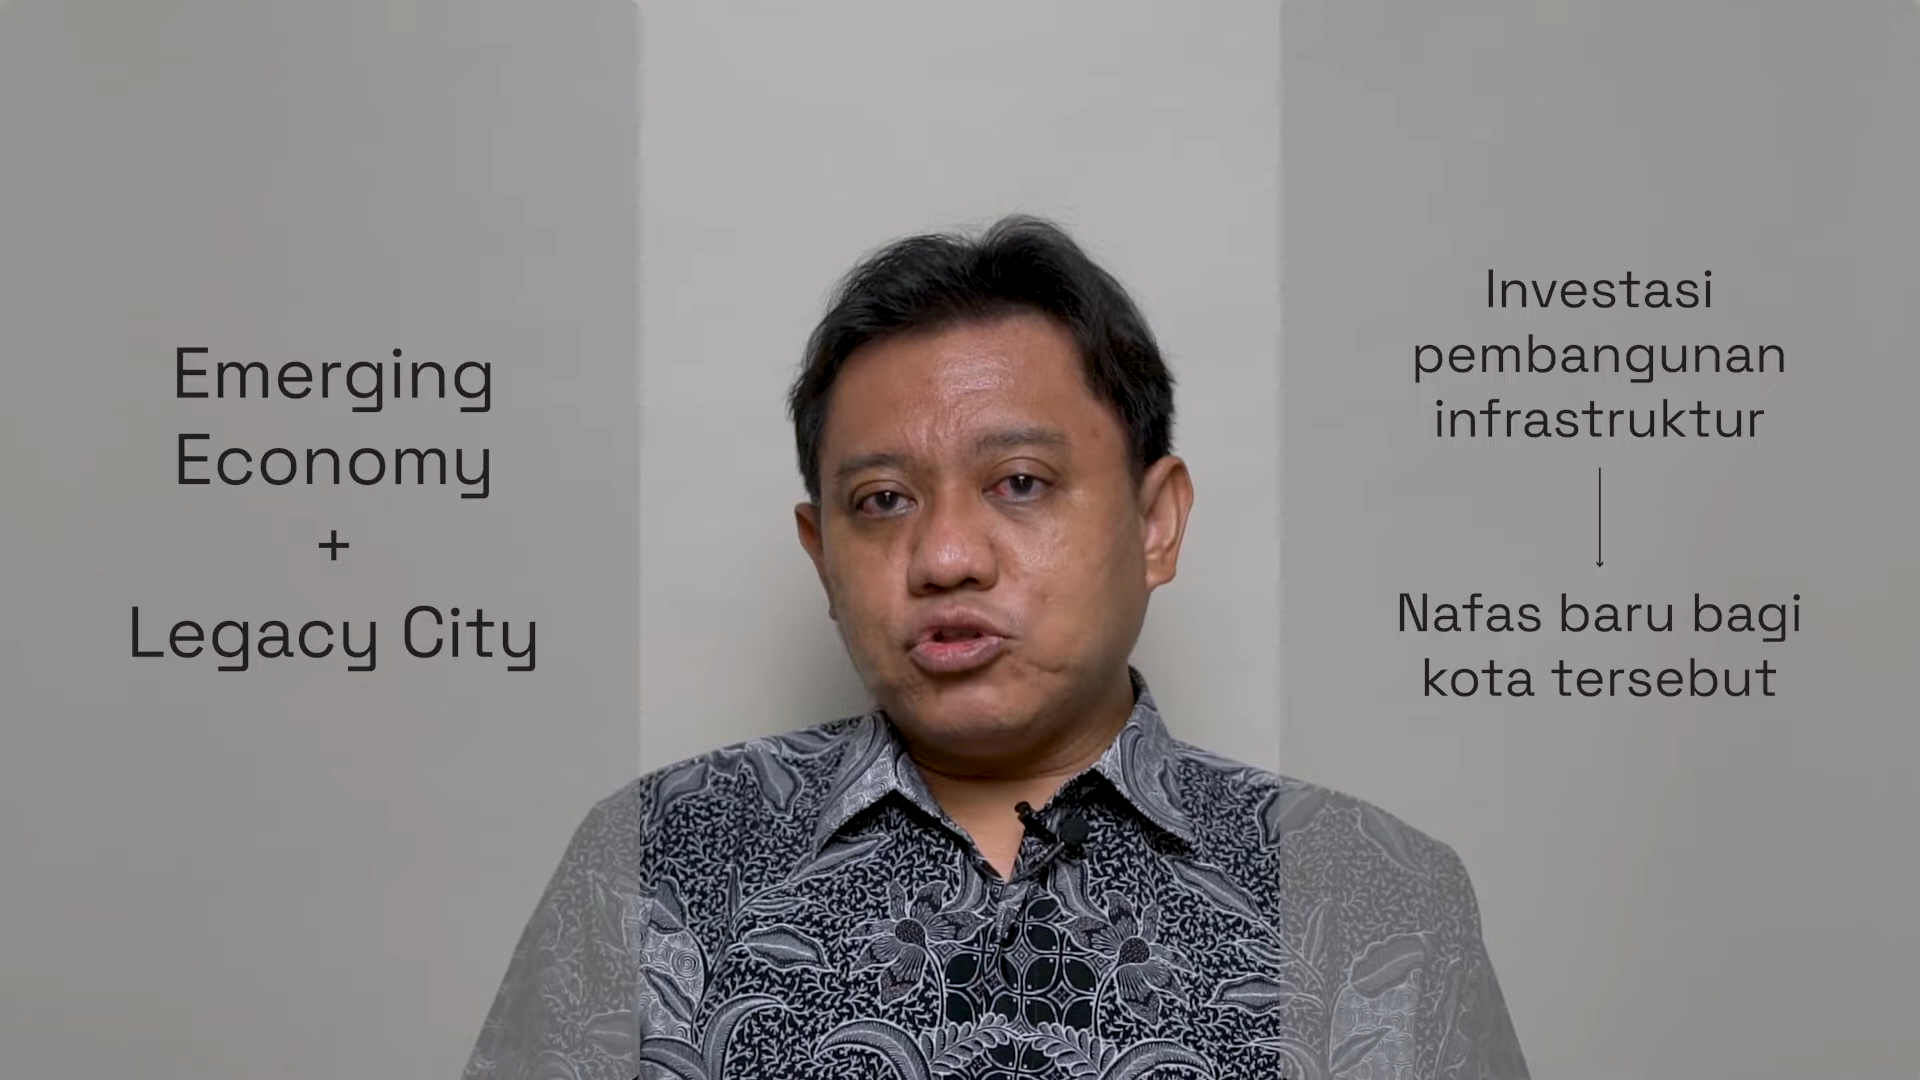 Emerging
Economy
+
Legacy City
Investasi
pembangunan
infrastruktur
Nafas baru bagi
kota tersebut